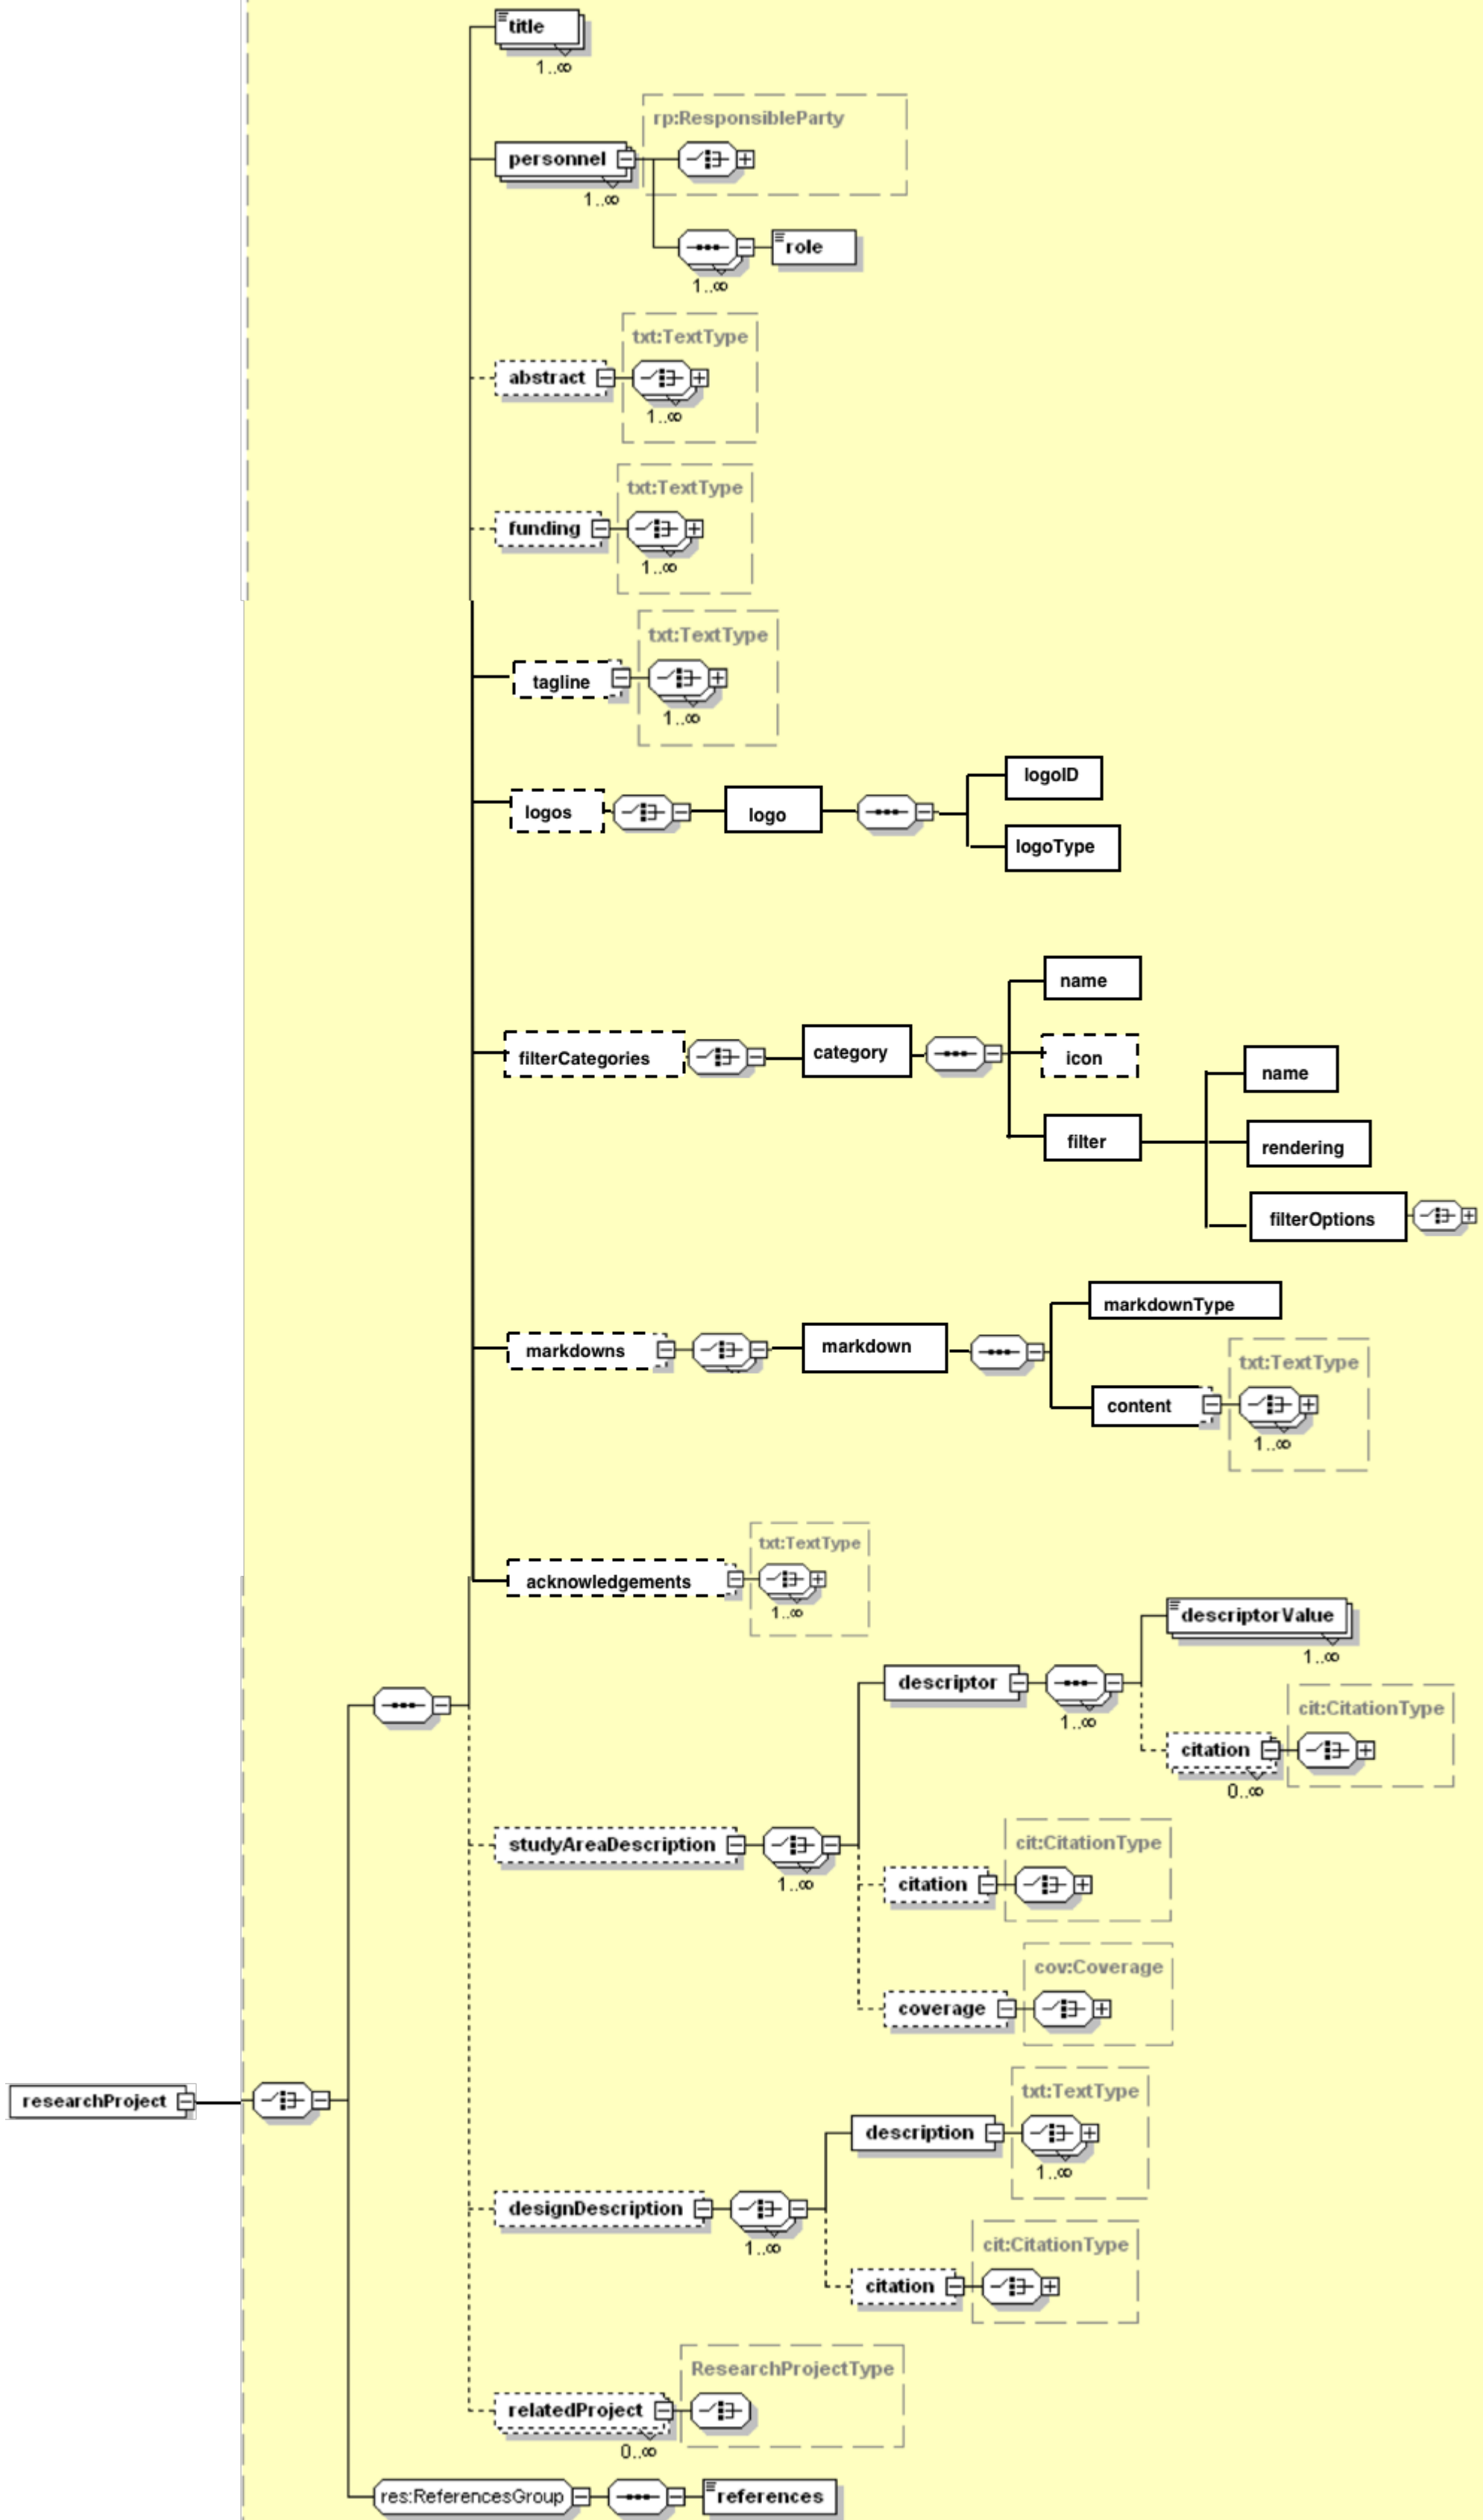 title
1..∞
rp:ResponsibleParty
personnel
1..∞
role
1..∞
txt:TextType
abstract
1..∞
txt:TextType
funding
1..∞
txt:TextType
tagline
1..∞
logoID
logos
logo
logoType
name
filterCategories
category
icon
name
filter
rendering
filterOptions
markdownType
markdowns
markdown
txt:TextType
content
1..∞
txt:TextType
acknowledgements
1..∞
descriptorValue
1..∞
descriptor
1..∞
cit:CitationType
citation
0..∞
cit:CitationType
studyAreaDescription
1..∞
citation
cov:Coverage
coverage
researchProject
txt:TextType
description
1..∞
designDescription
1..∞
cit:CitationType
citation
ResearchProjectType
relatedProject
0..∞
res:ReferencesGroup
references